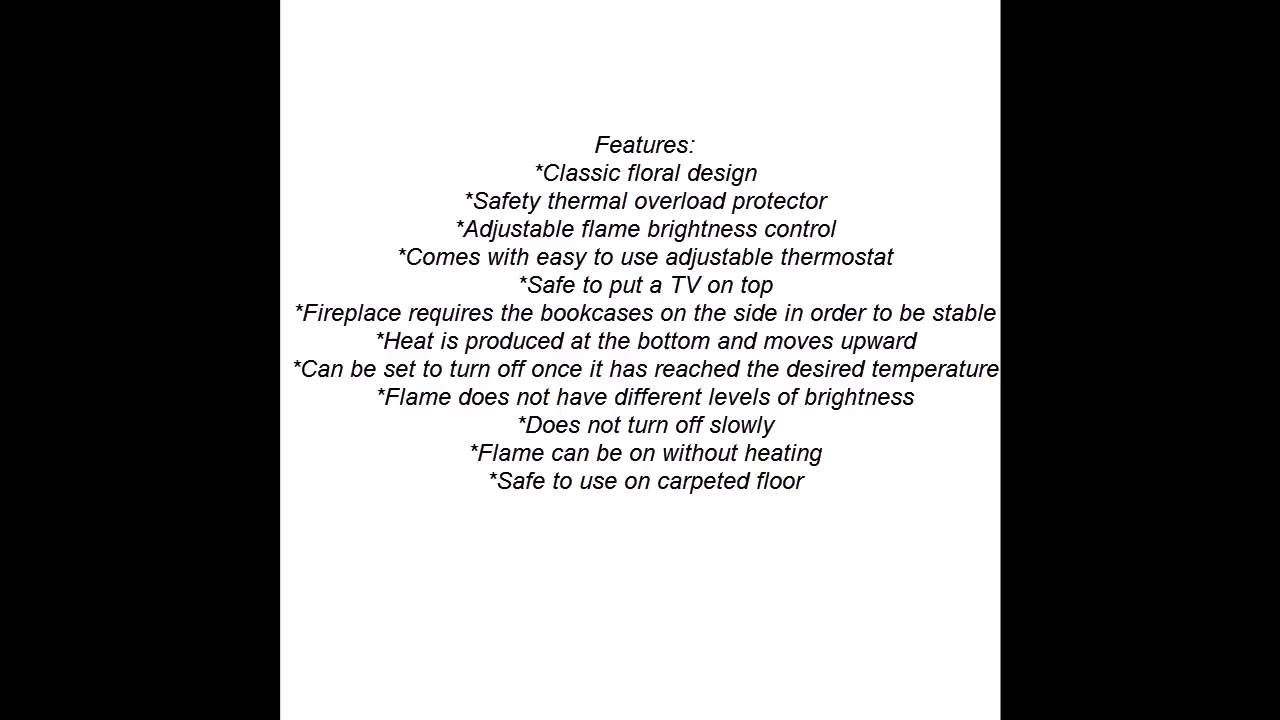 Features:
*Classic floral design
*Safety thermal overload protector
*Adjustable flame brightness control
*Comes with easy to use adjustable thermostat
*Safe to put a TV on top
*Fireplace requires the bookcases on the side in order to be stable
*Heat is produced at the bottom and moves upward
*Can be set to turn off once it has reached the desired temperature
*Flame does not have different levels of brightness
*Does not turn off slowly
*Flame can be on without heating
*Safe to use on carpeted floor